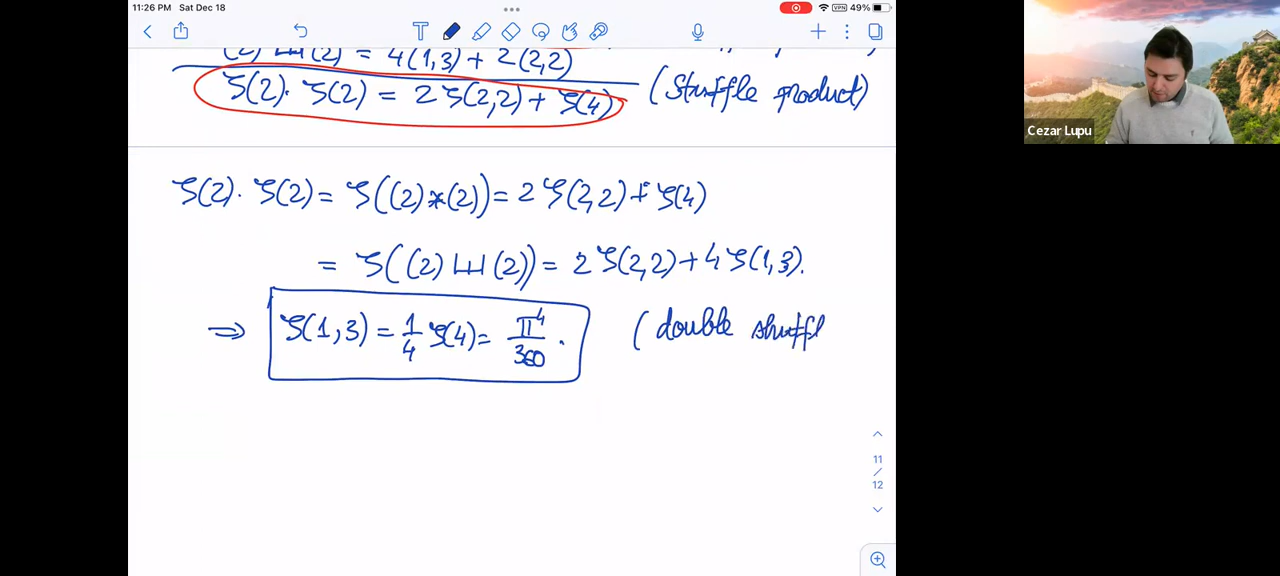 11:26 PM Sat Dec 18
VPN 49%
(2) Ш (2) = 4(1,3) + 2(2,2)
ζ(2) · ζ(2) = 2ζ(2,2) + ζ(4) (Stuffle product)
ζ(2) · ζ(2) = ζ((2)*(2)) = 2ζ(2,2) + ζ(4)
= ζ((2) Ш (2)) = 2ζ(2,2) + 4ζ(1,3).
⇒ ζ(1,3) = 1/4 ζ(4) = π⁴/360 . (double shuffl
11 / 12
Cezar Lupu